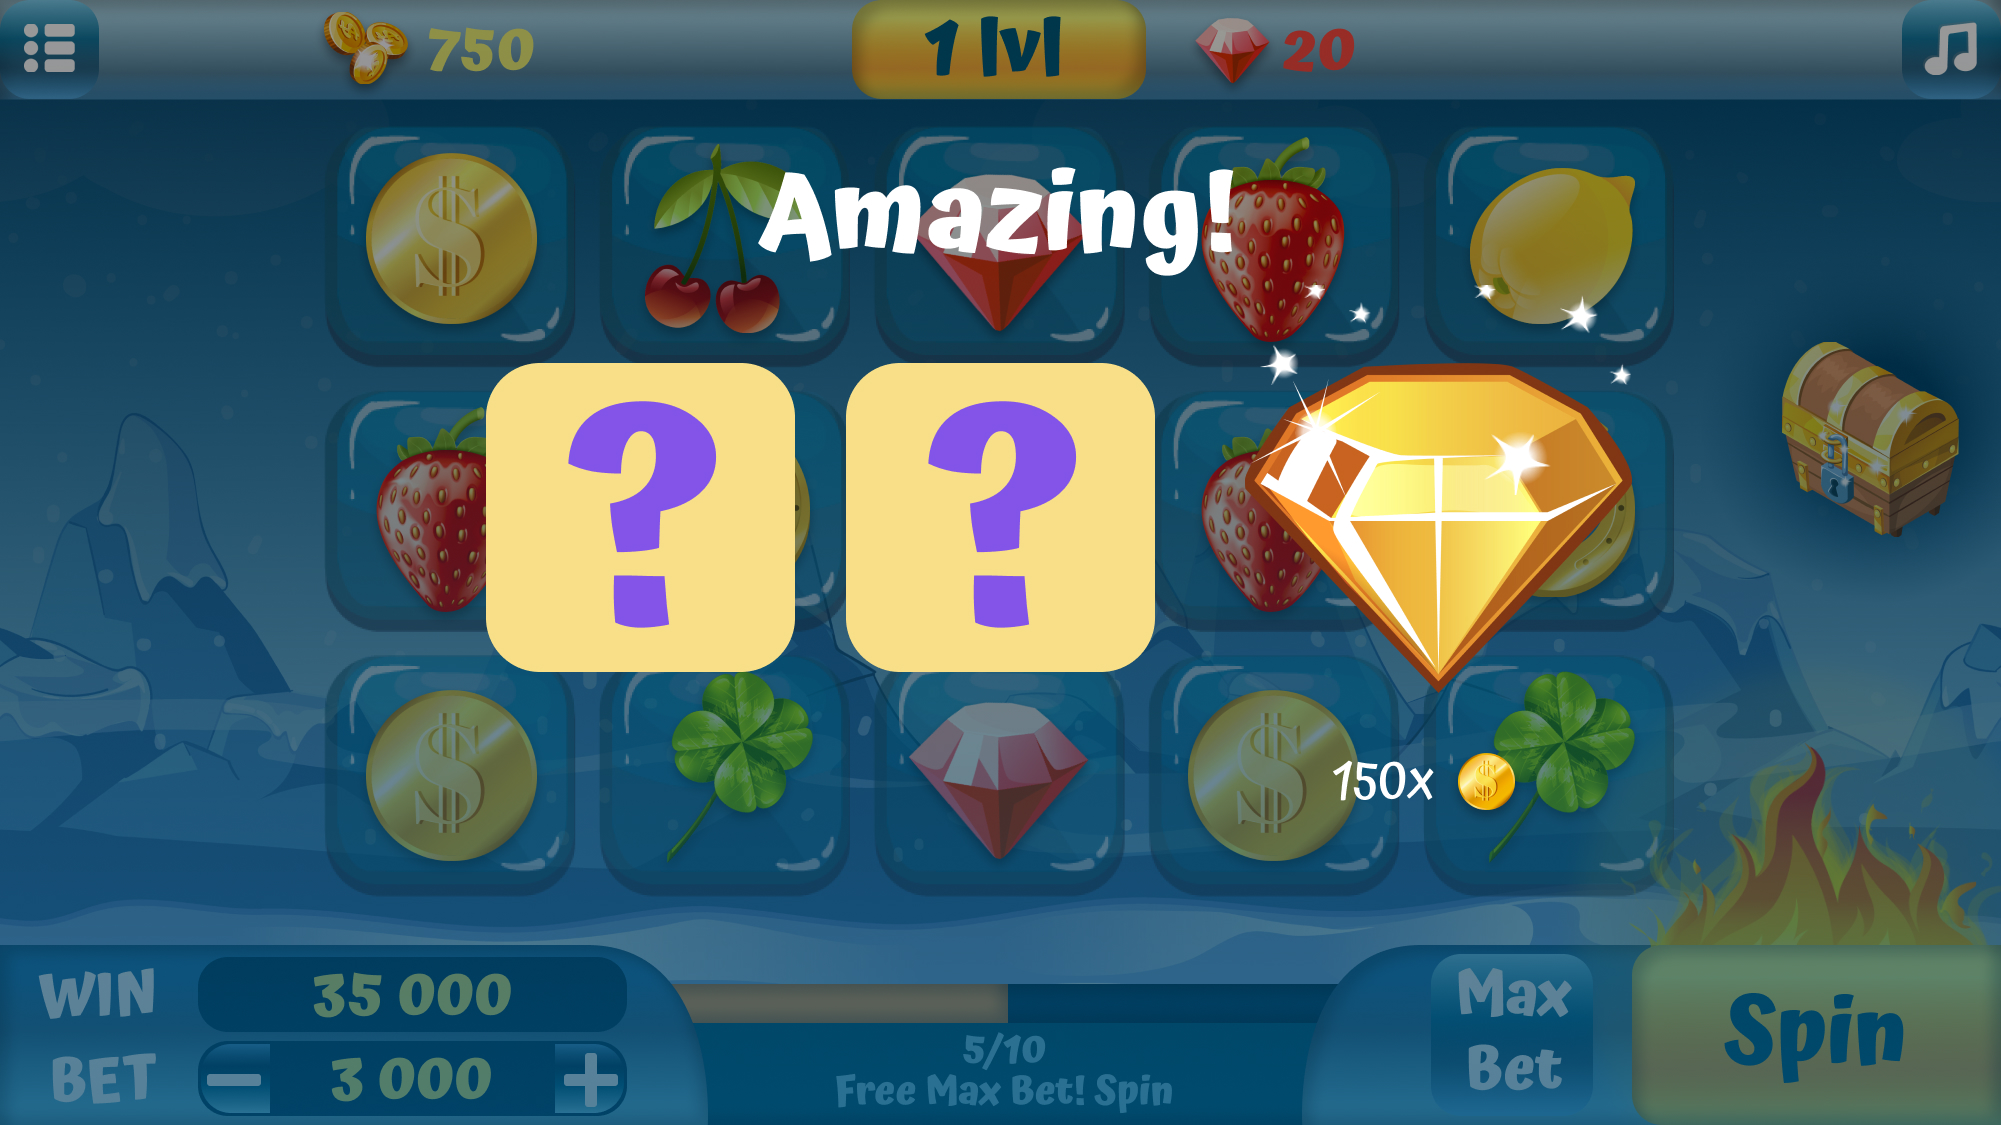 750
1 lvl
20
Amazing!
?
?
150x
WIN
35 000
BET
3 000
5/10
Free Max Bet! Spin
Max
Bet
Spin